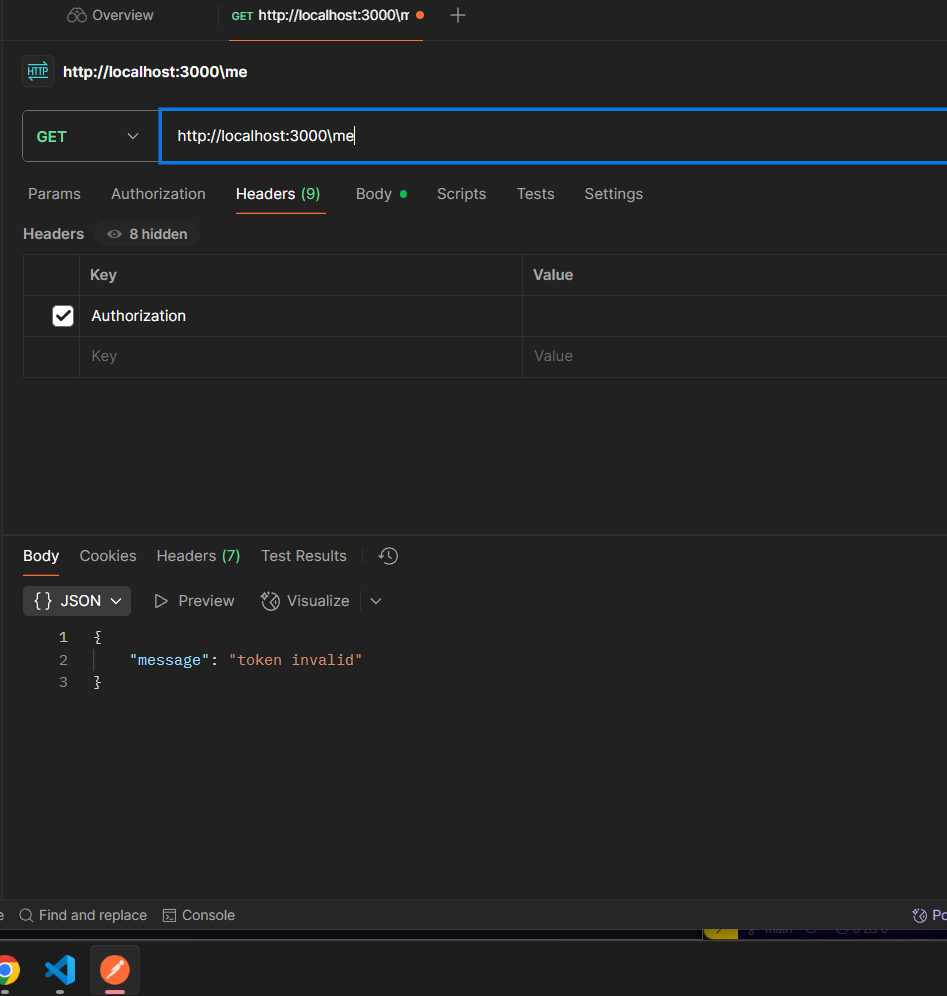 Overview GET http://localhost:3000\m
HTTP http://localhost:3000\me
GET http://localhost:3000\me
Params Authorization Headers (9) Body Scripts Tests Settings
Headers 8 hidden
Key Value
Authorization
Key Value
Body Cookies Headers (7) Test Results
{} JSON Preview Visualize
1 {
2 "message": "token invalid"
3 }
Find and replace Console
main